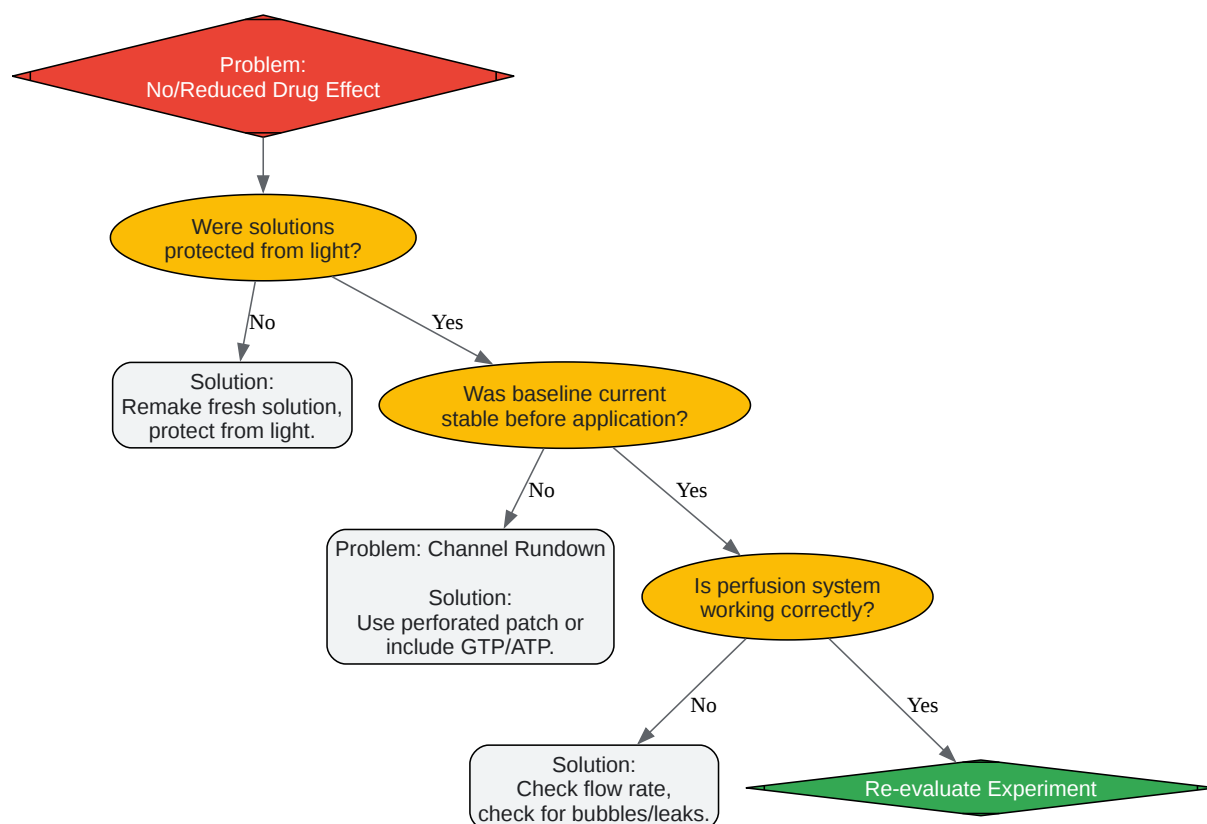 Problem:
No/Reduced Drug Effect
Were solutions
protected from light?
No
Yes
Solution:
Remake fresh solution,
protect from light.
Was baseline current
stable before application?
No
Yes
Problem: Channel Rundown
Solution:
Use perforated patch or
include GTP/ATP.
Is perfusion system
working correctly?
No
Yes
Solution:
Check flow rate,
check for bubbles/leaks.
Re-evaluate Experiment